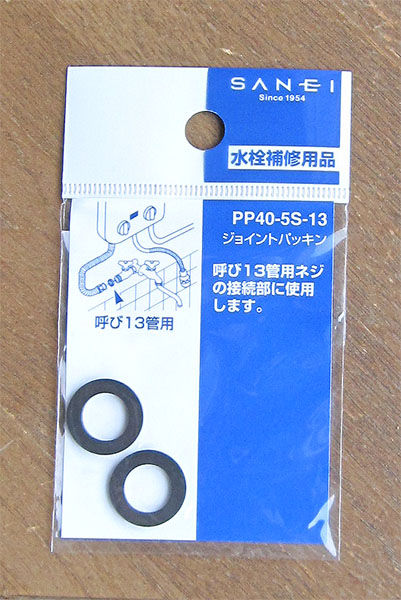 SANEI
Since 1954
水栓補修用品
PP40-5S-13
ジョイントパッキン
呼び13管用ネジ
の接続部に使用
します。
呼び13管用